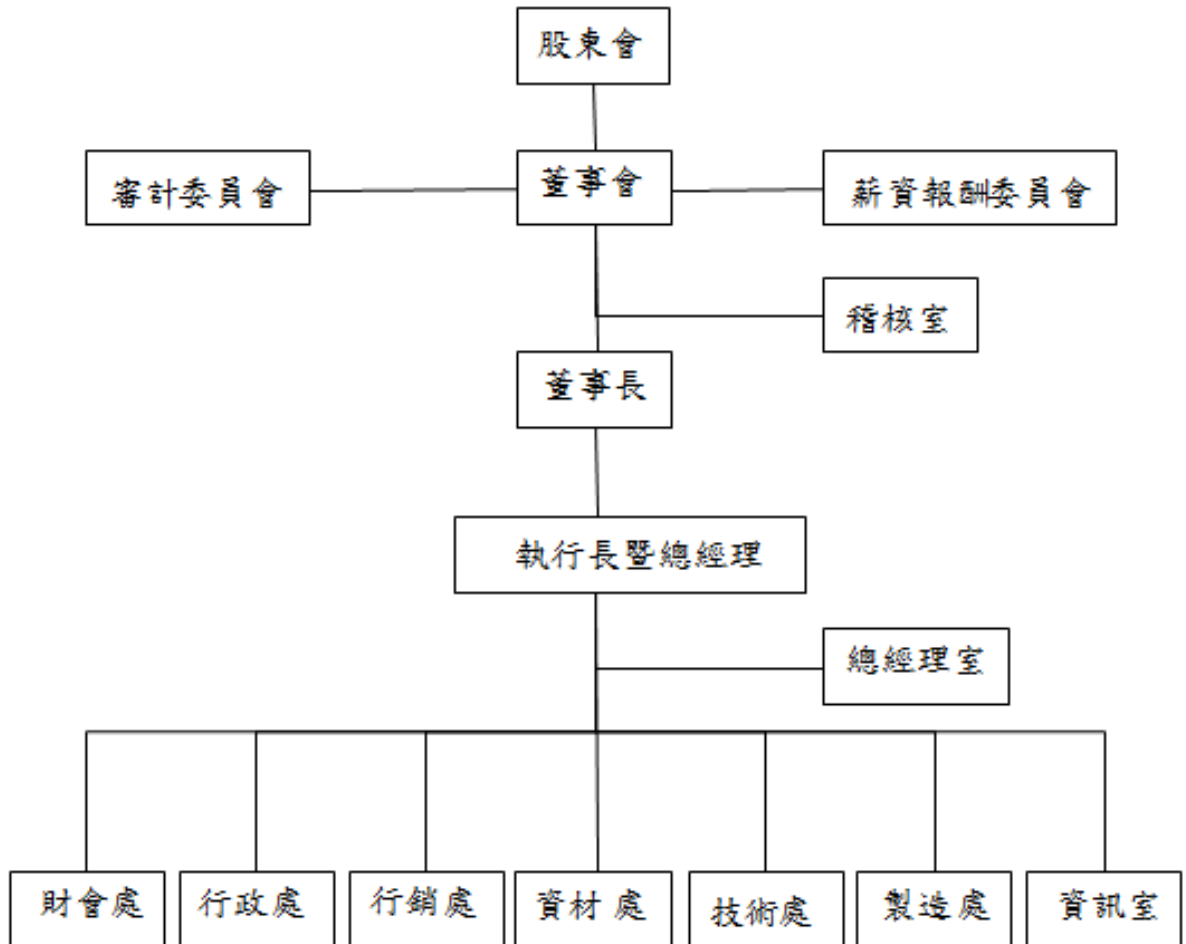 股東會
審計委員會
董事會
薪資報酬委員會
稽核室
董事長
執行長暨總經理
總經理室
財會處
行政處
行銷處
資材處
技術處
製造處
資訊室